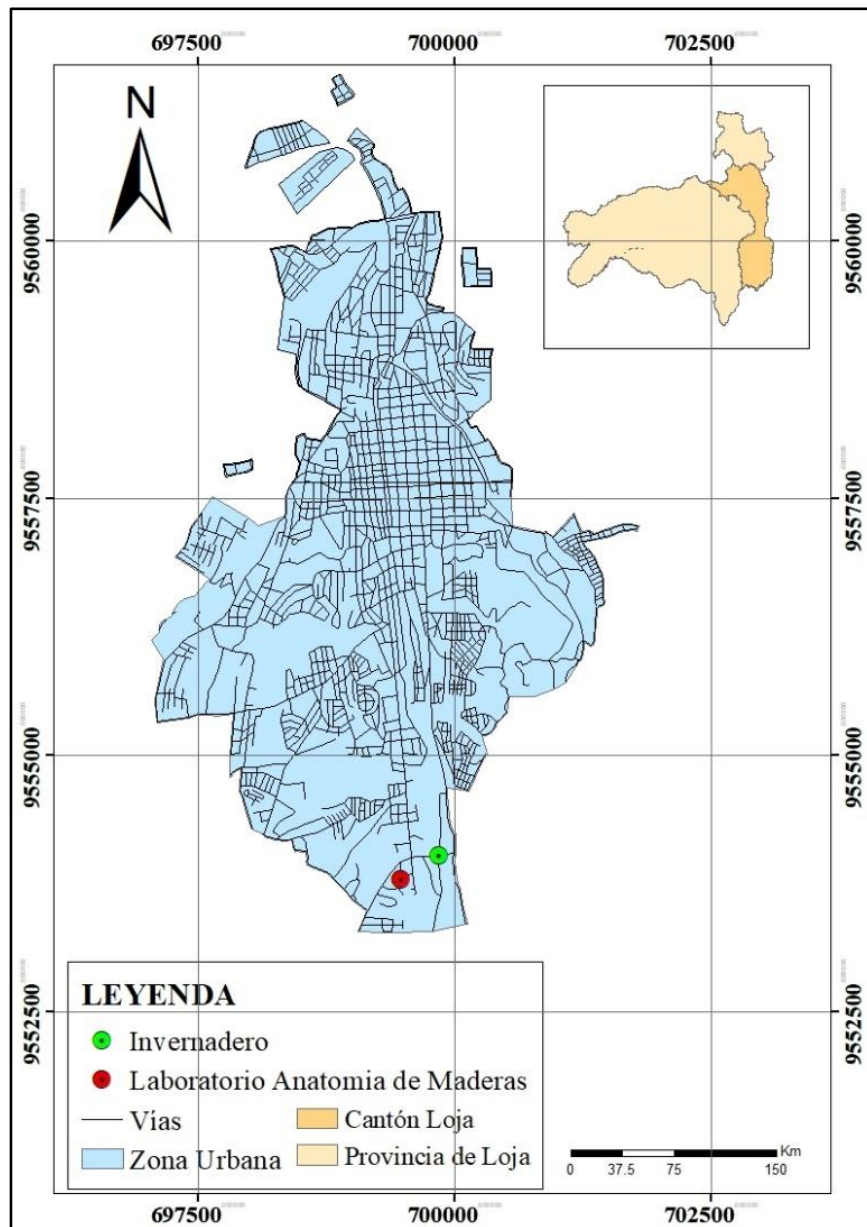 697500 700000 702500
N
9560000 9560000
9557500 9557500
9555000 9555000
9552500 9552500
LEYENDA
Invernadero
Laboratorio Anatomia de Maderas
Vías Cantón Loja
Zona Urbana Provincia de Loja
Km
0 37.5 75 150
697500 700000 702500